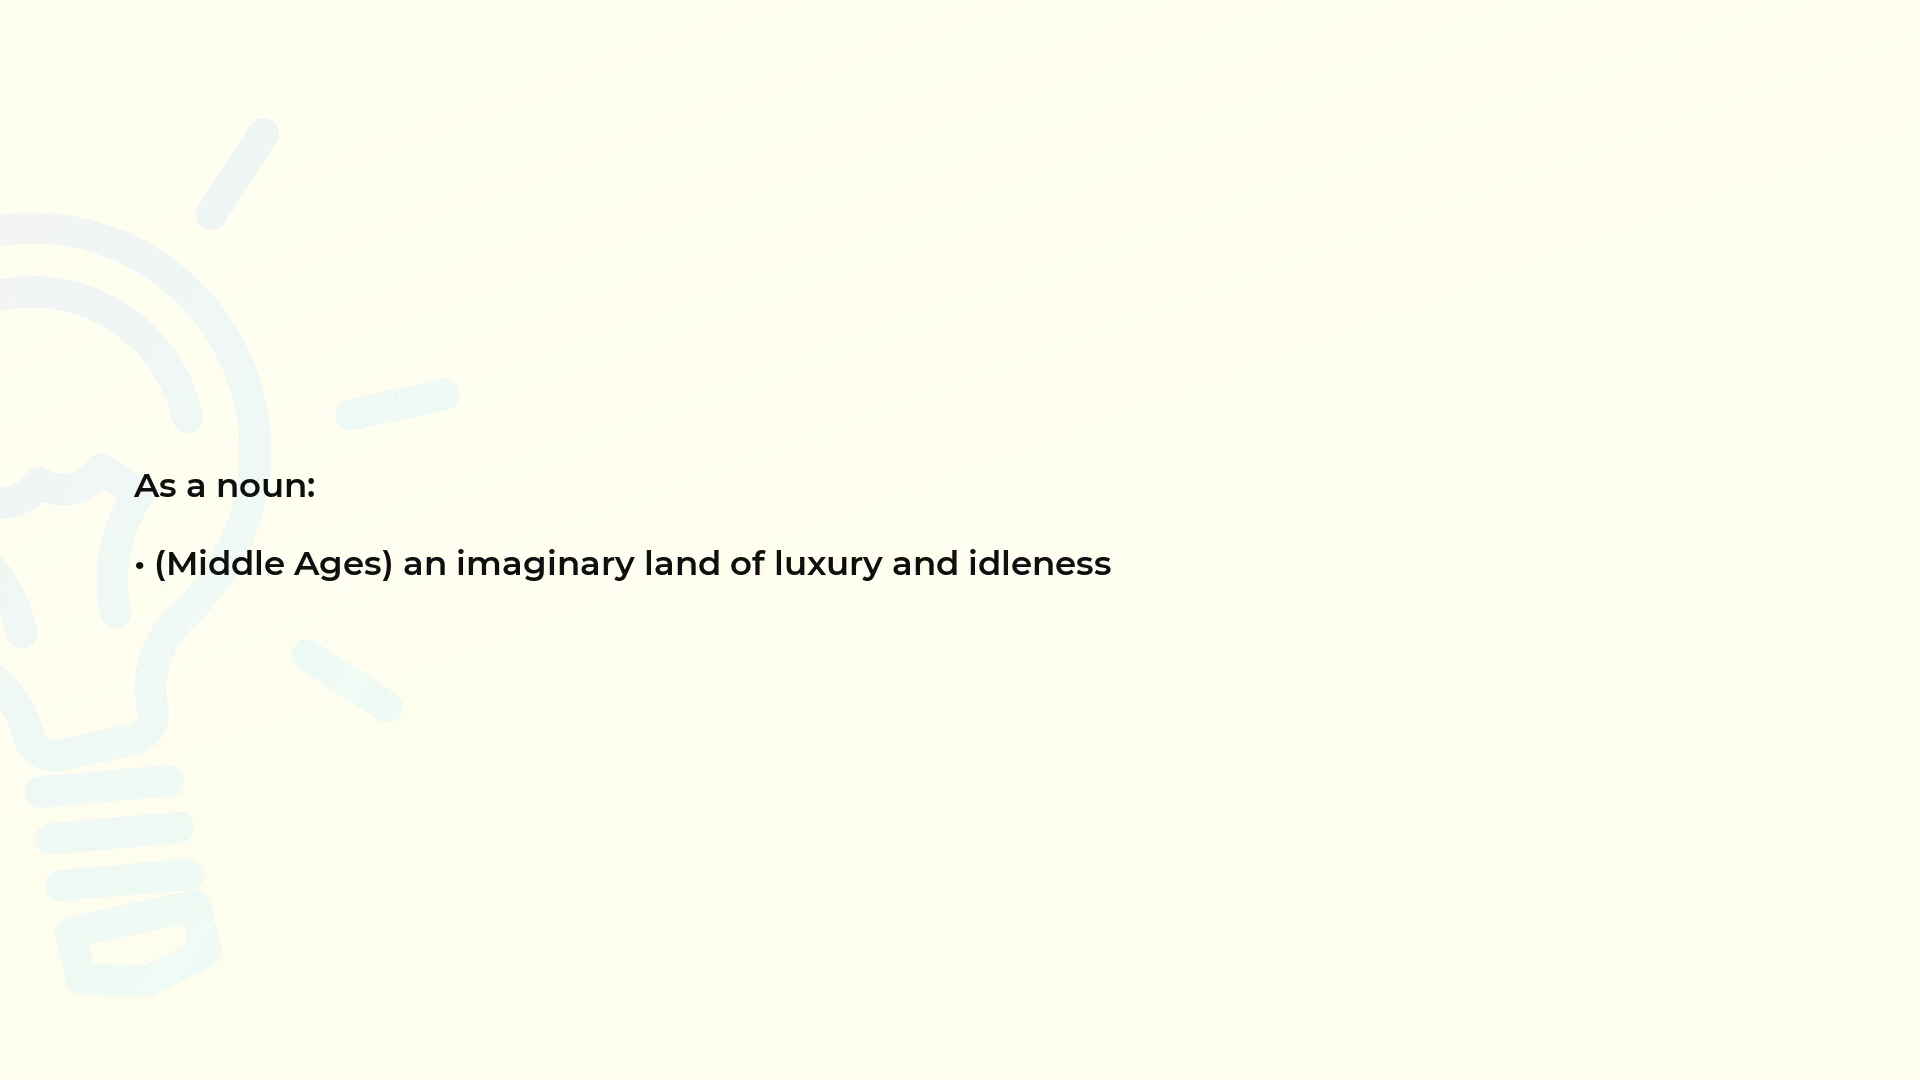 As a noun:
• (Middle Ages) an imaginary land of luxury and idleness